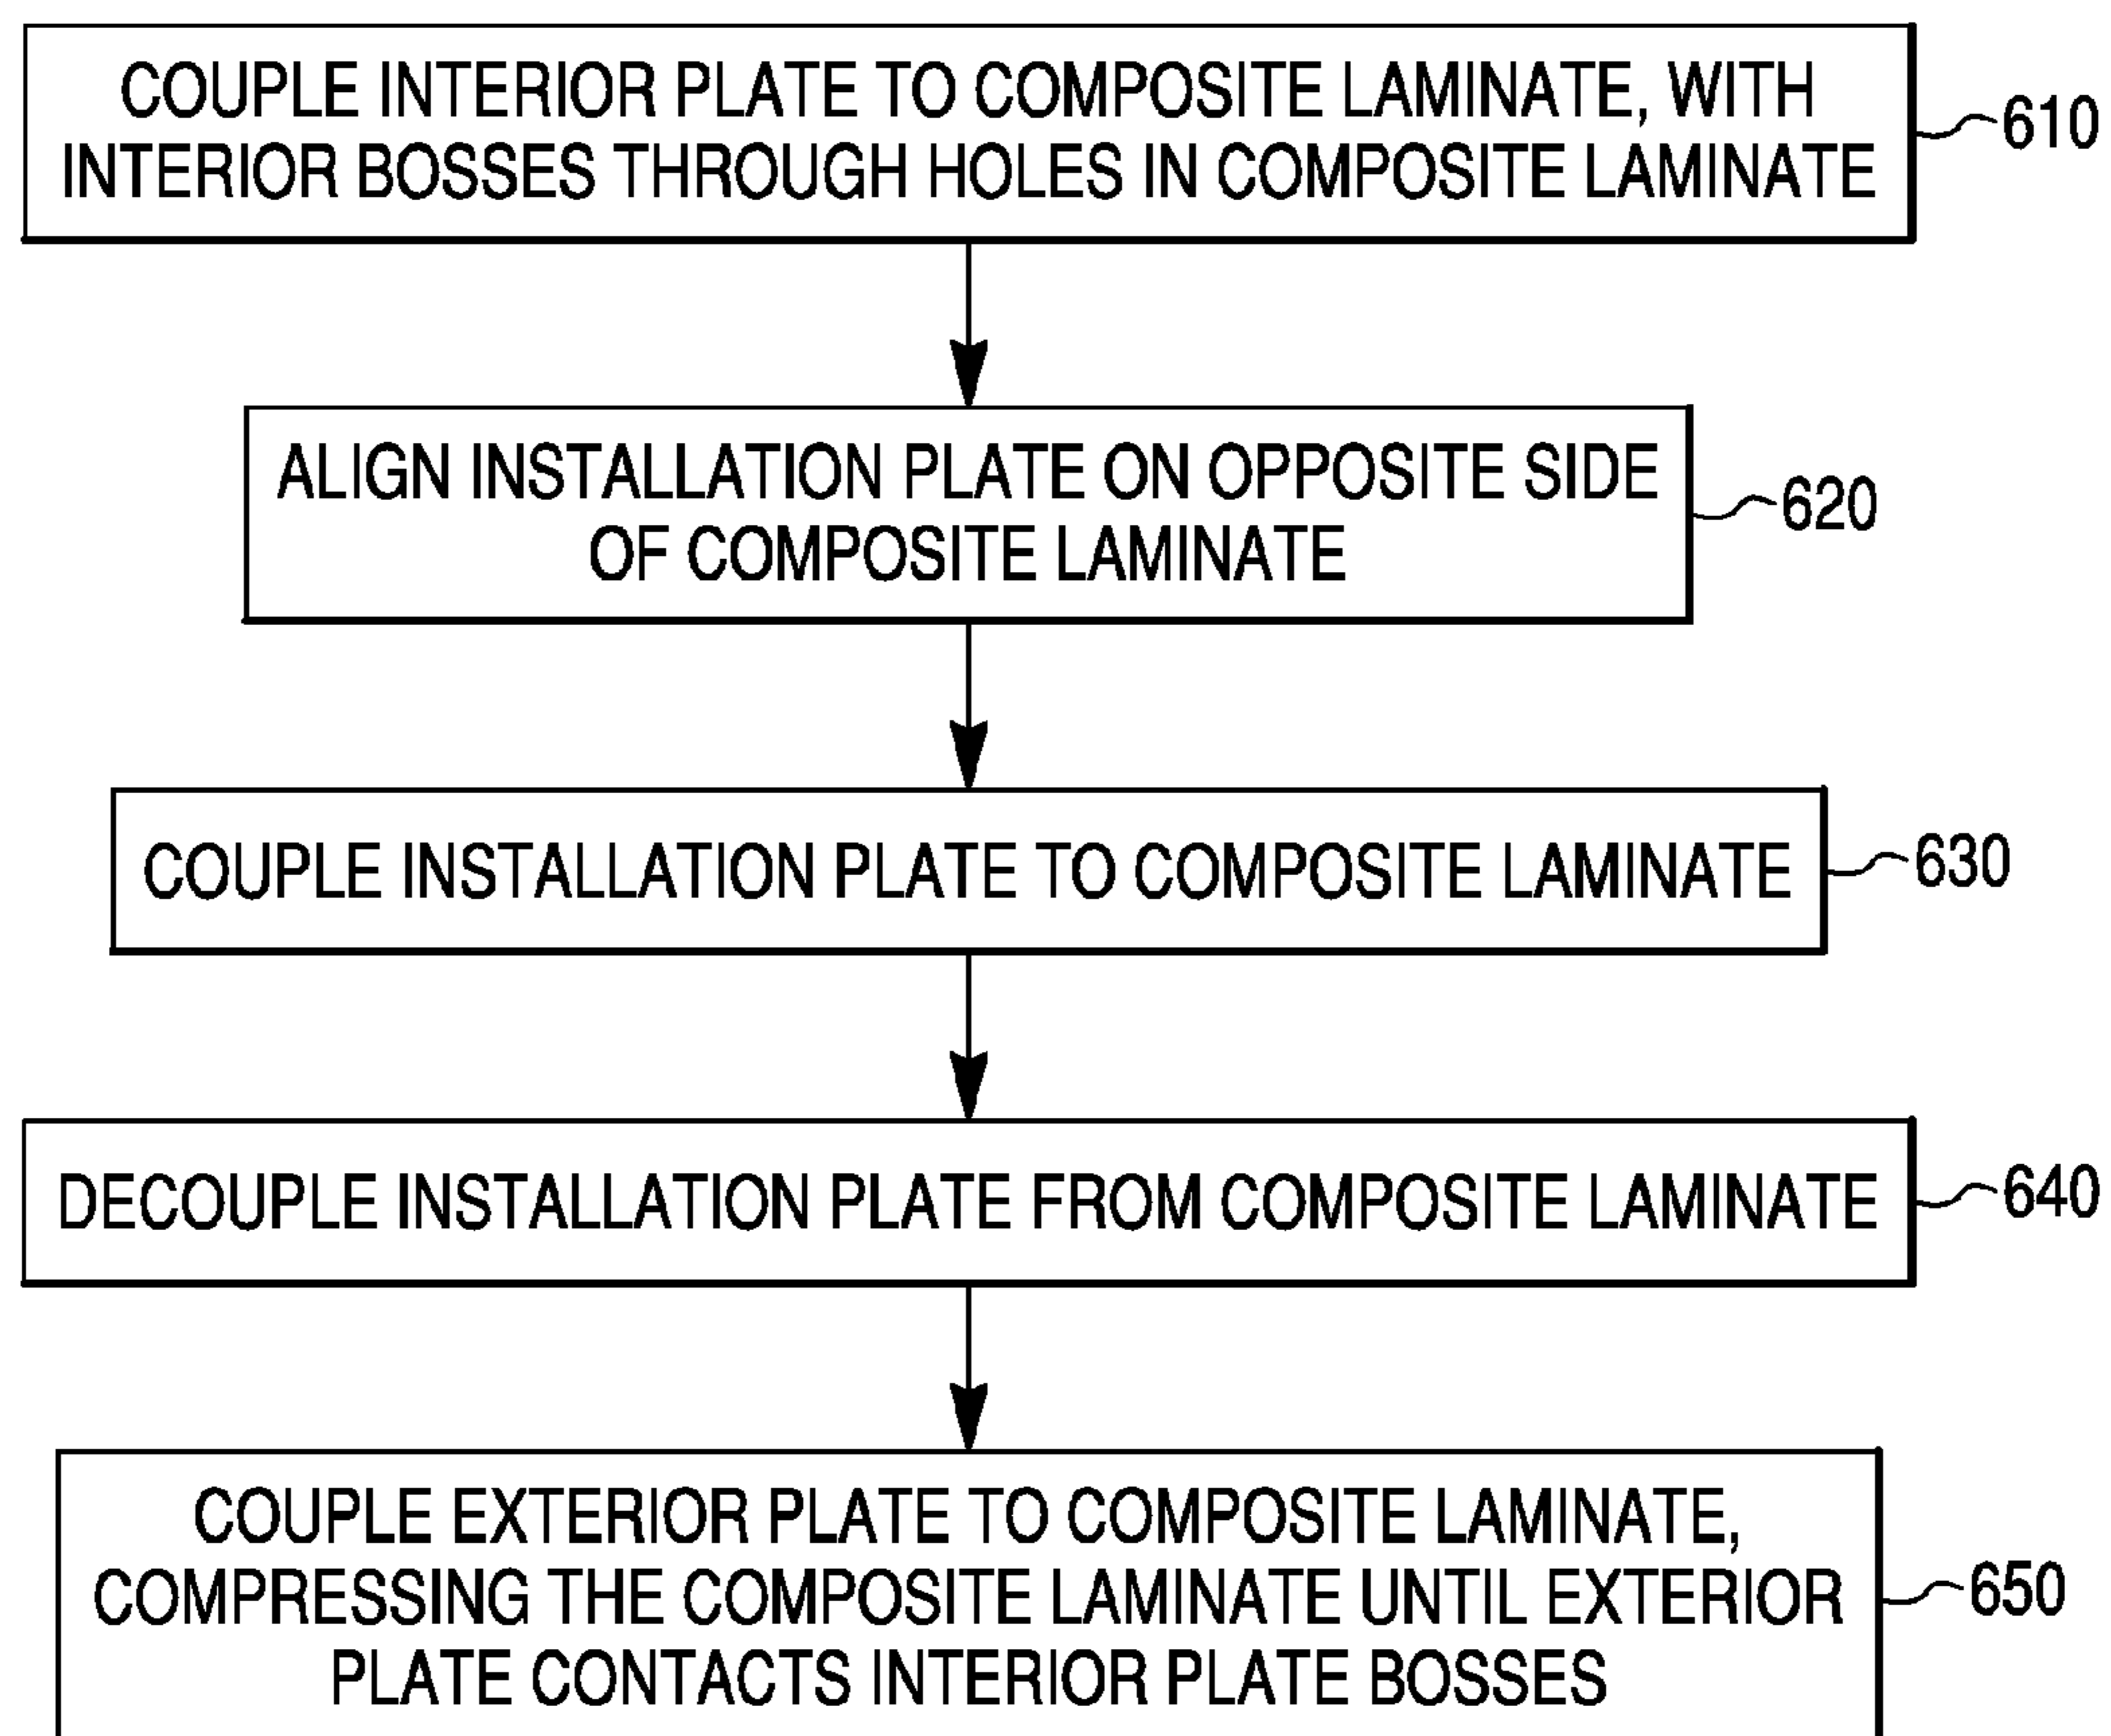 COUPLE INTERIOR PLATE TO COMPOSITE LAMINATE, WITH
INTERIOR BOSSES THROUGH HOLES IN COMPOSITE LAMINATE
610
ALIGN INSTALLATION PLATE ON OPPOSITE SIDE
OF COMPOSITE LAMINATE
620
COUPLE INSTALLATION PLATE TO COMPOSITE LAMINATE
630
DECOUPLE INSTALLATION PLATE FROM COMPOSITE LAMINATE
640
COUPLE EXTERIOR PLATE TO COMPOSITE LAMINATE,
COMPRESSING THE COMPOSITE LAMINATE UNTIL EXTERIOR
PLATE CONTACTS INTERIOR PLATE BOSSES
650